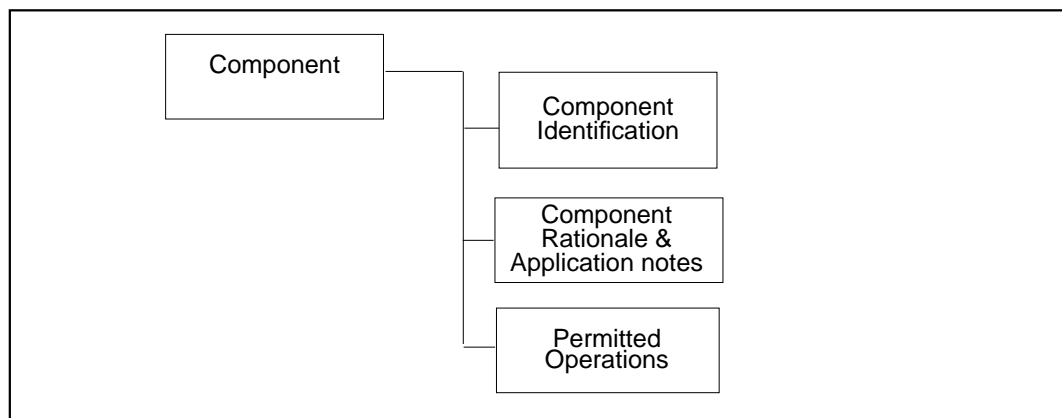 Component
Component
Identification
Component
Rationale &
Application notes
Permitted
Operations